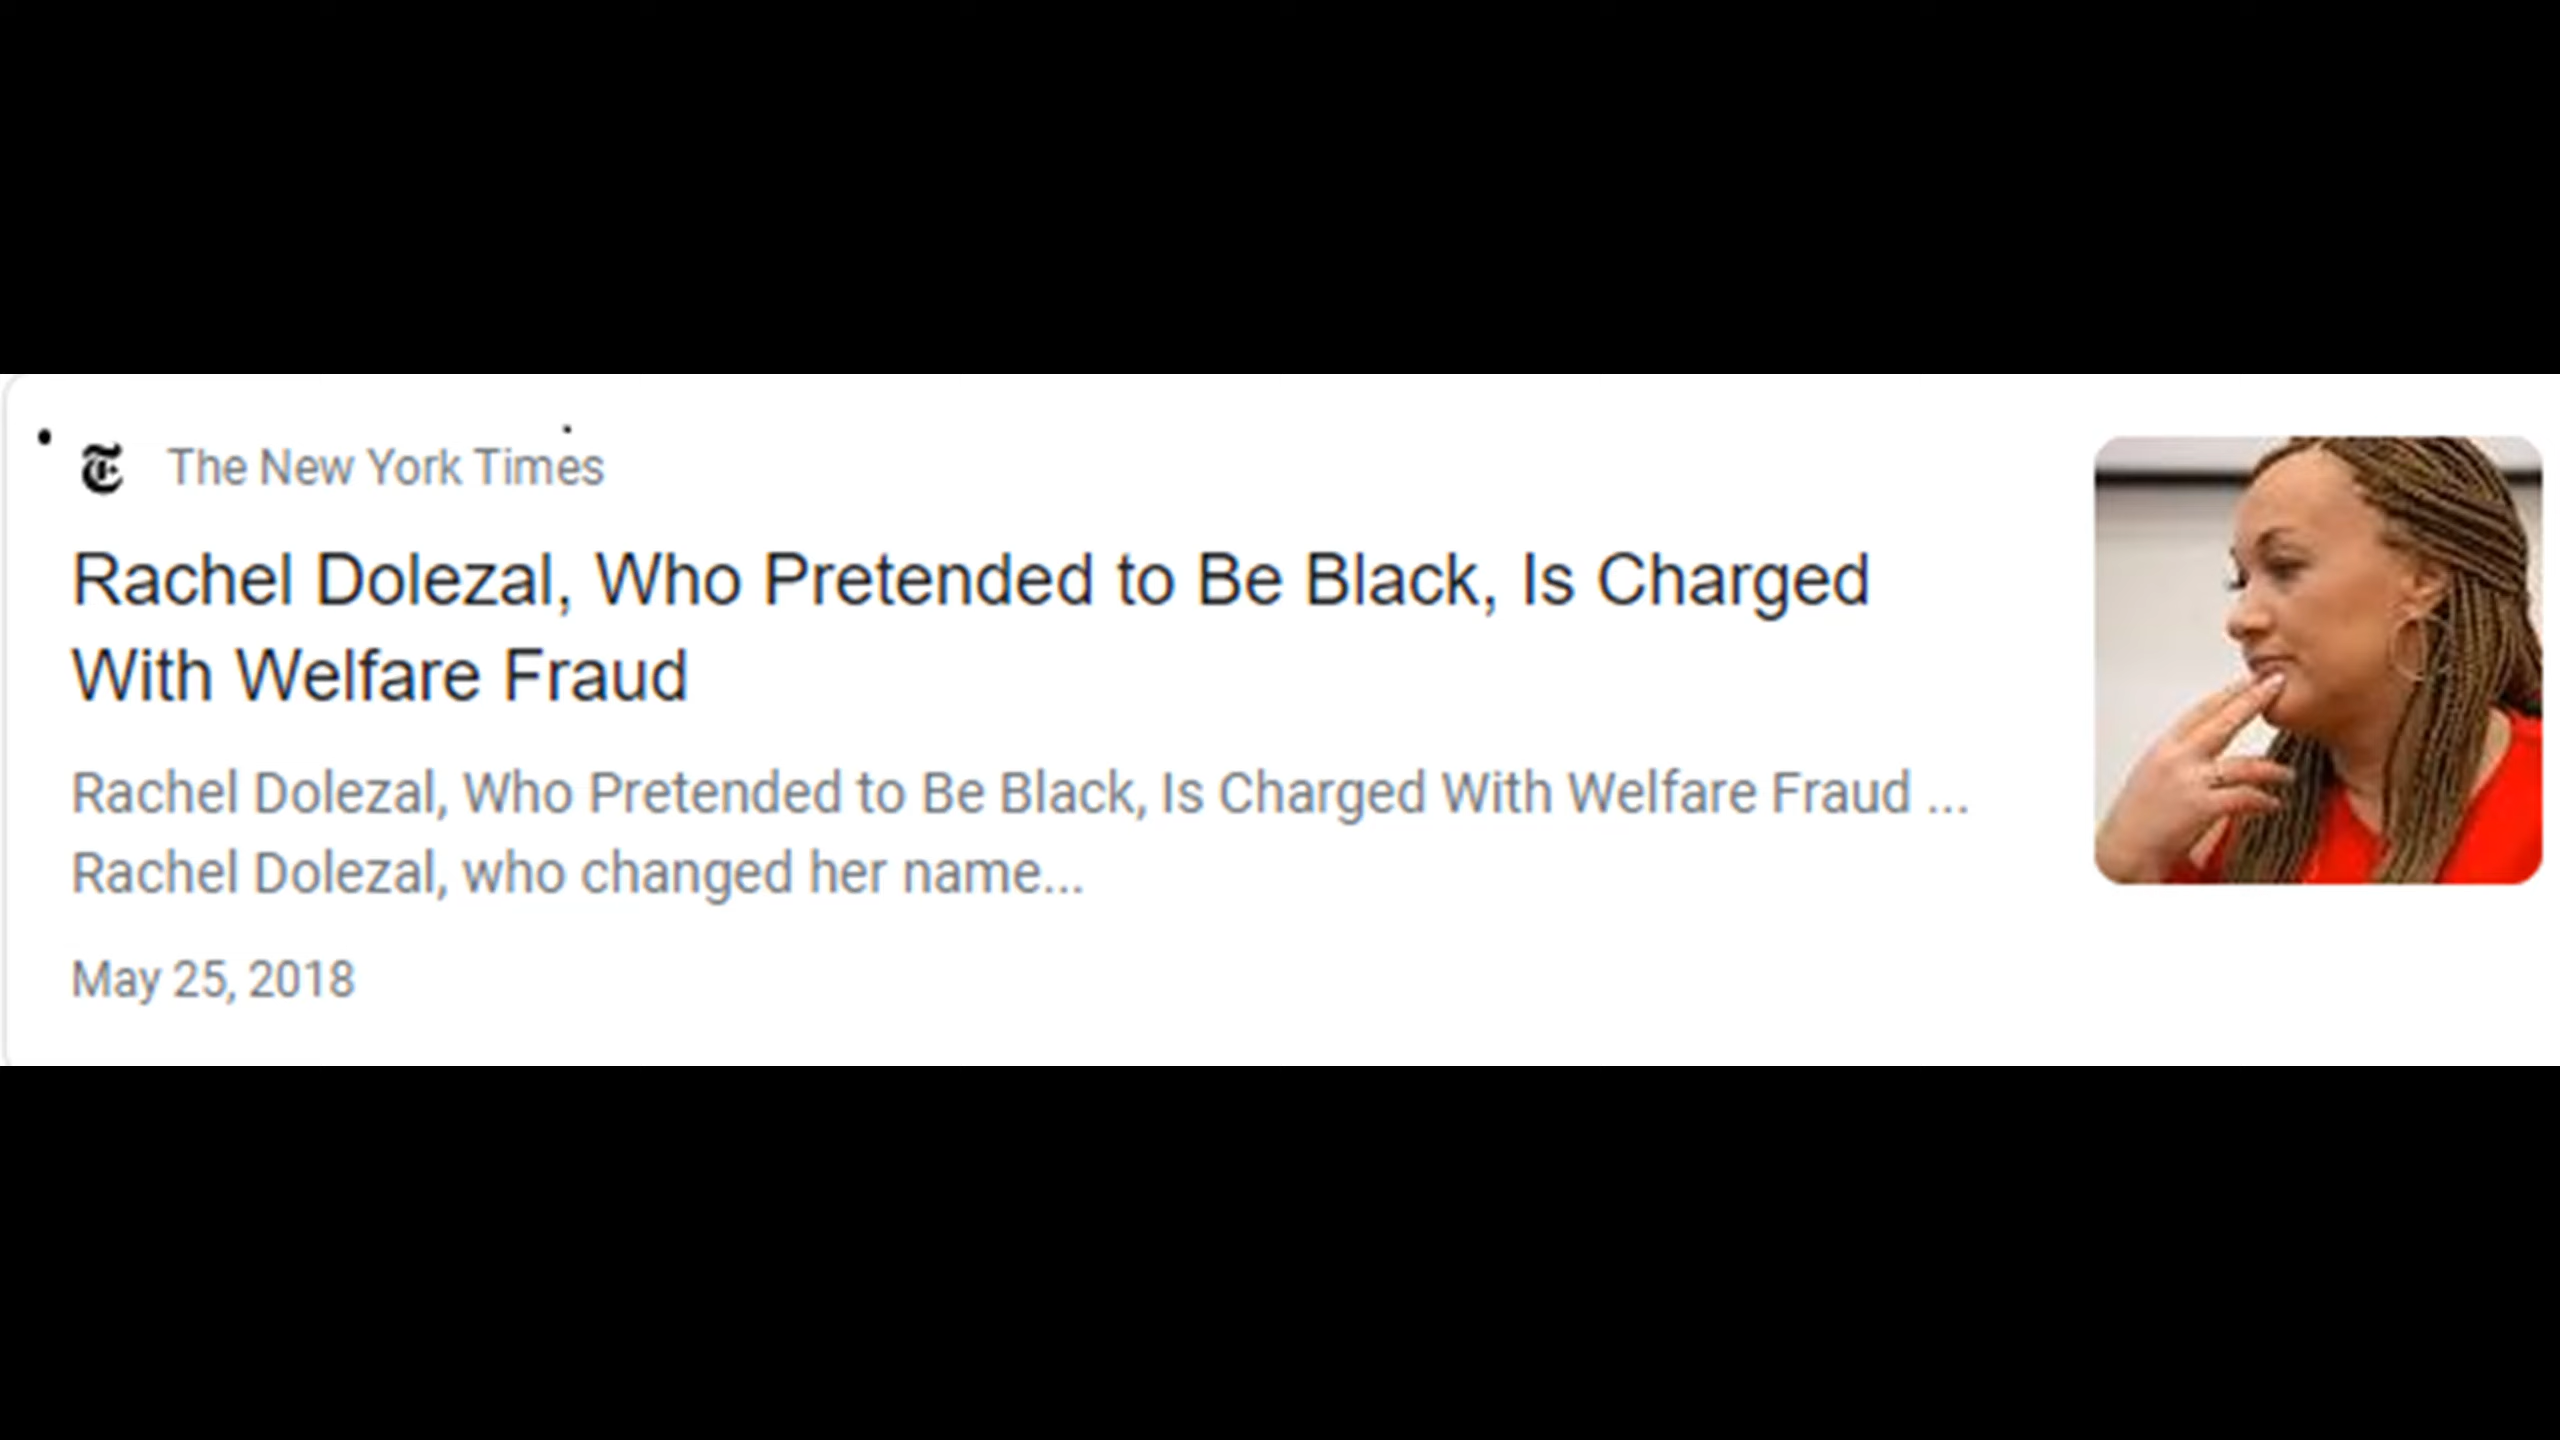 The New York Times
Rachel Dolezal, Who Pretended to Be Black, Is Charged
With Welfare Fraud
Rachel Dolezal, Who Pretended to Be Black, Is Charged With Welfare Fraud ...
Rachel Dolezal, who changed her name...
May 25, 2018